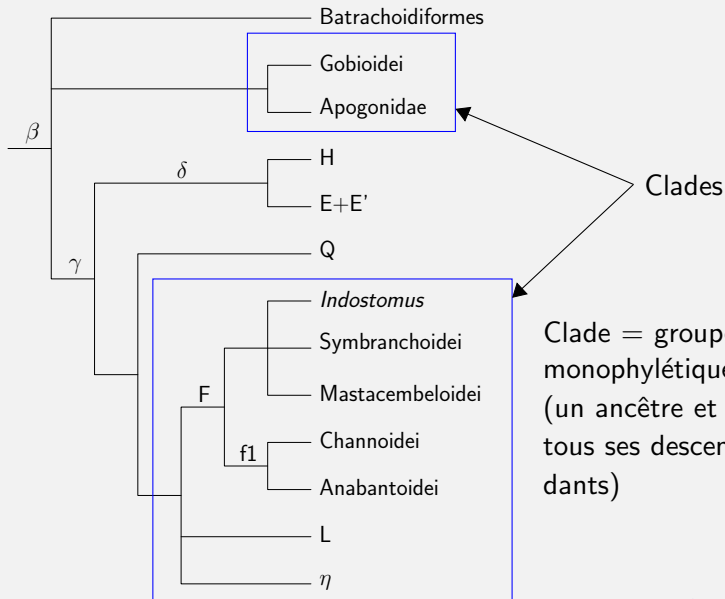 Batrachoidiformes
Gobioidei
Apogonidae
β
H
δ
E+E'
Clades
Q
γ
Indostomus
Symbranchoidei
Mastacembeloidei
F
Channoidei
f1
Anabantoidei
L
η
Clade = groupe
monophylétique
(un ancêtre et
tous ses descen-
dants)